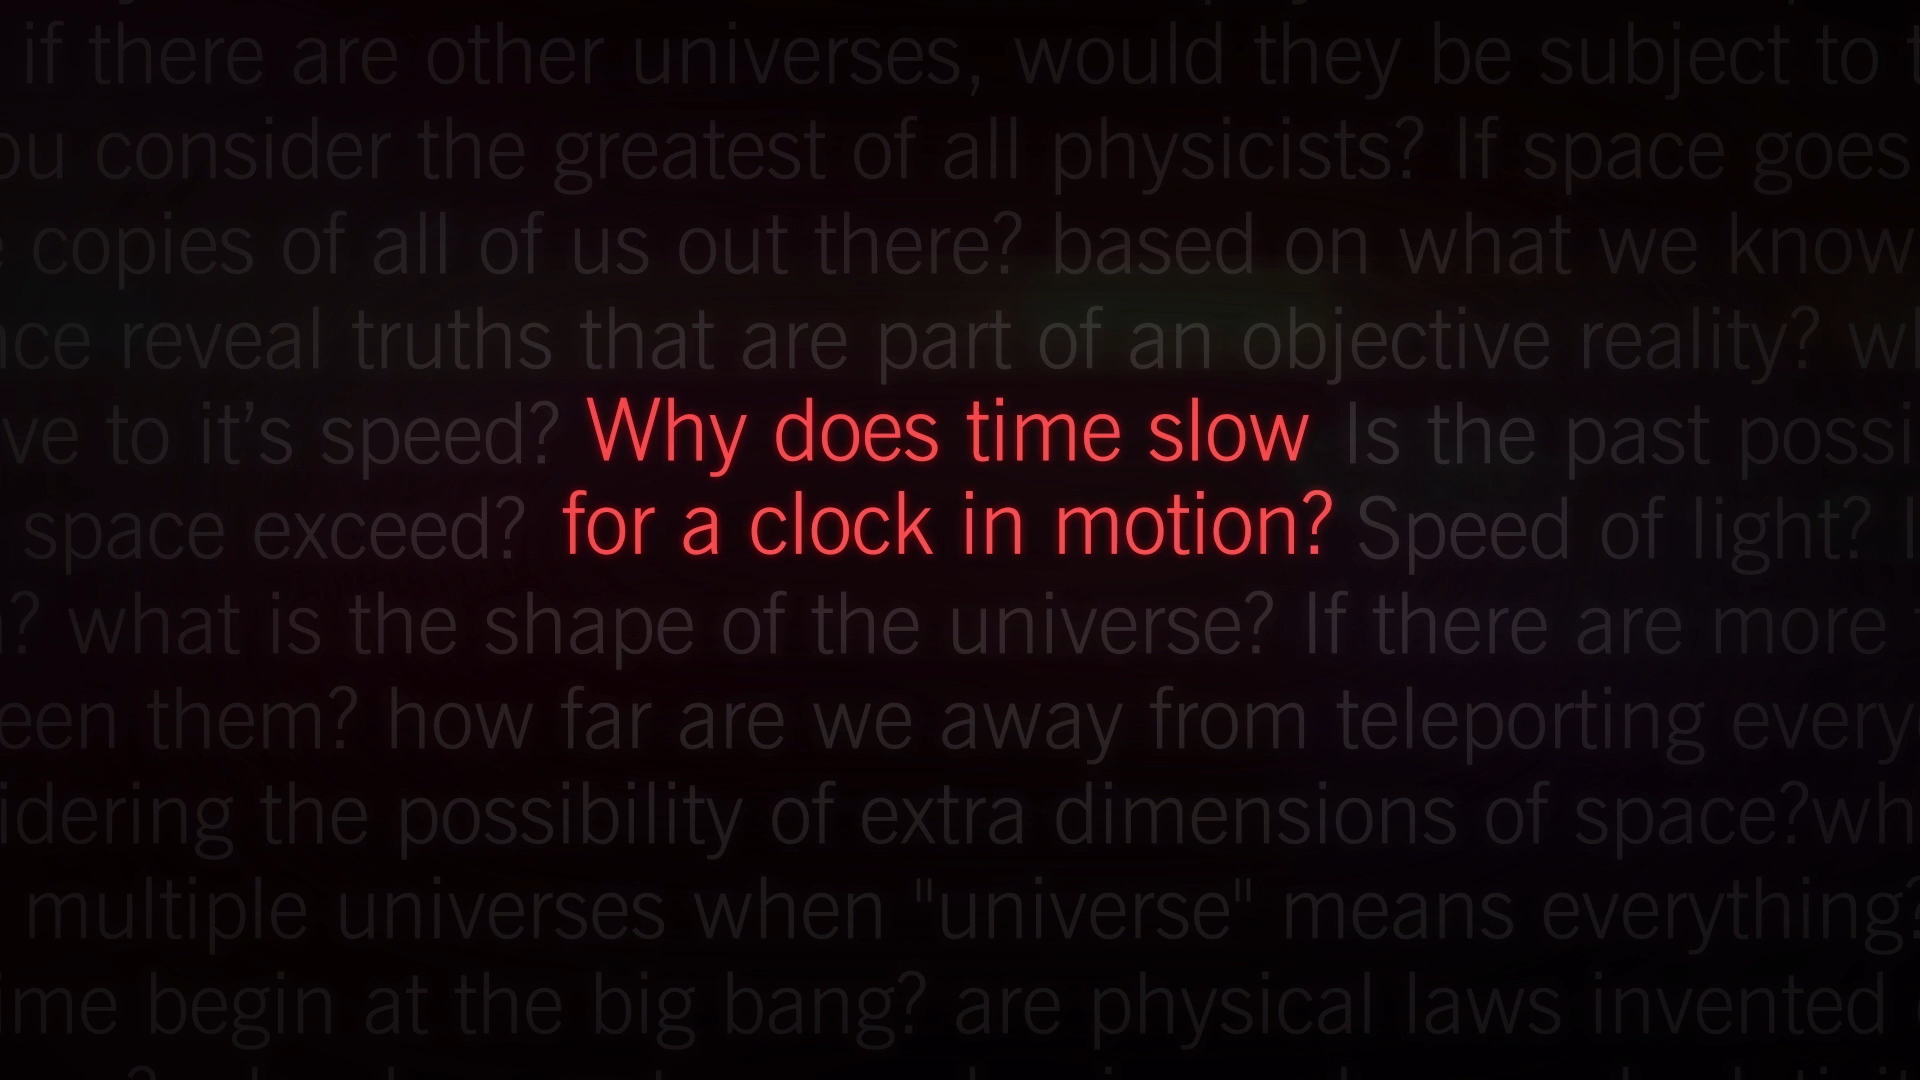 if there are other universes, would they be subject to
ou consider the greatest of all physicists? If space goes
copies of all of us out there? based on what we know
nce reveal truths that are part of an objective reality?
ve to it's speed? Why does time slow Is the past possi
space exceed? for a clock in motion? Speed of light?
? what is the shape of the universe? If there are more
een them? how far are we away from teleporting every
idering the possibility of extra dimensions of space?wh
multiple universes when "universe" means everything?
ime begin at the big bang? are physical laws invented